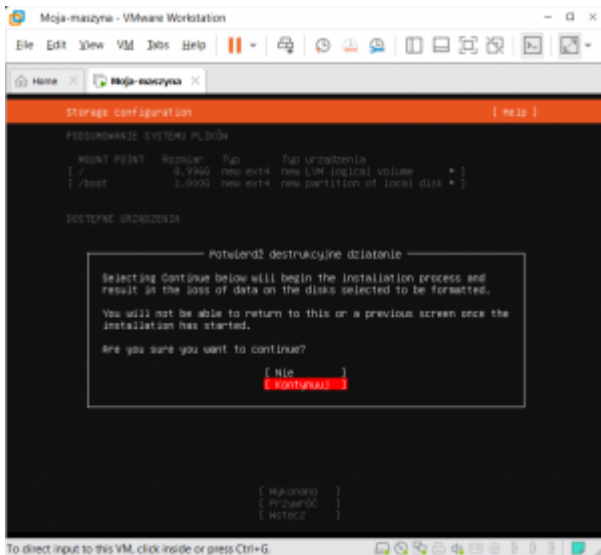 Moja-maszyna - VMware Workstation
File Edit View VM Tabs Help
Home Moja-maszyna
Storage configuration [ Help ]
PODSUMOWANIE SYSTEMU PLIKÓW
MOUNT POINT Rozmiar Typ Typ urządzenia
[ / 8.996G new ext4 new LVM logical volume ▸ ]
[ /boot 1.000G new ext4 new partition of local disk ▸ ]
DOSTĘPNE URZĄDZENIA
Potwierdź destrukcyjne działanie
Selecting Continue below will begin the installation process and
result in the loss of data on the disks selected to be formatted.
You will not be able to return to this or a previous screen once the
installation has started.
Are you sure you want to continue?
[ Nie ]
[ Kontynuuj ]
[ Wykonano ]
[ Przywróć ]
[ Wstecz ]
To direct input to this VM, click inside or press Ctrl+G.